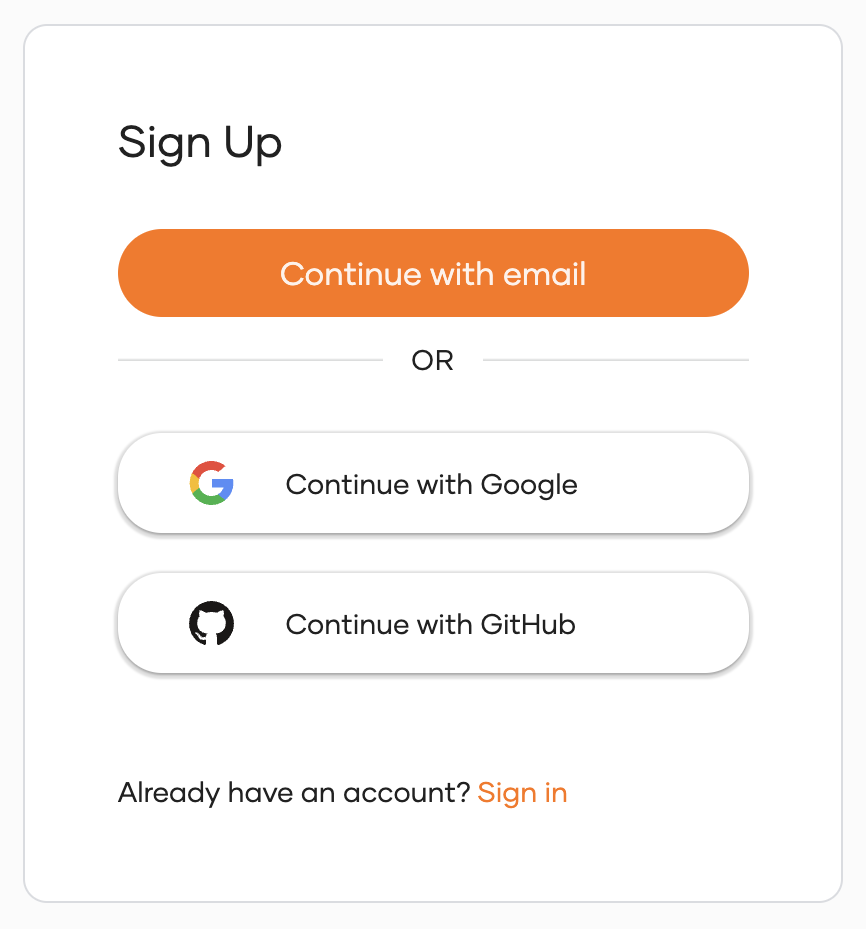 Sign Up
Continue with email
OR
Continue with Google
Continue with GitHub
Already have an account? Sign in